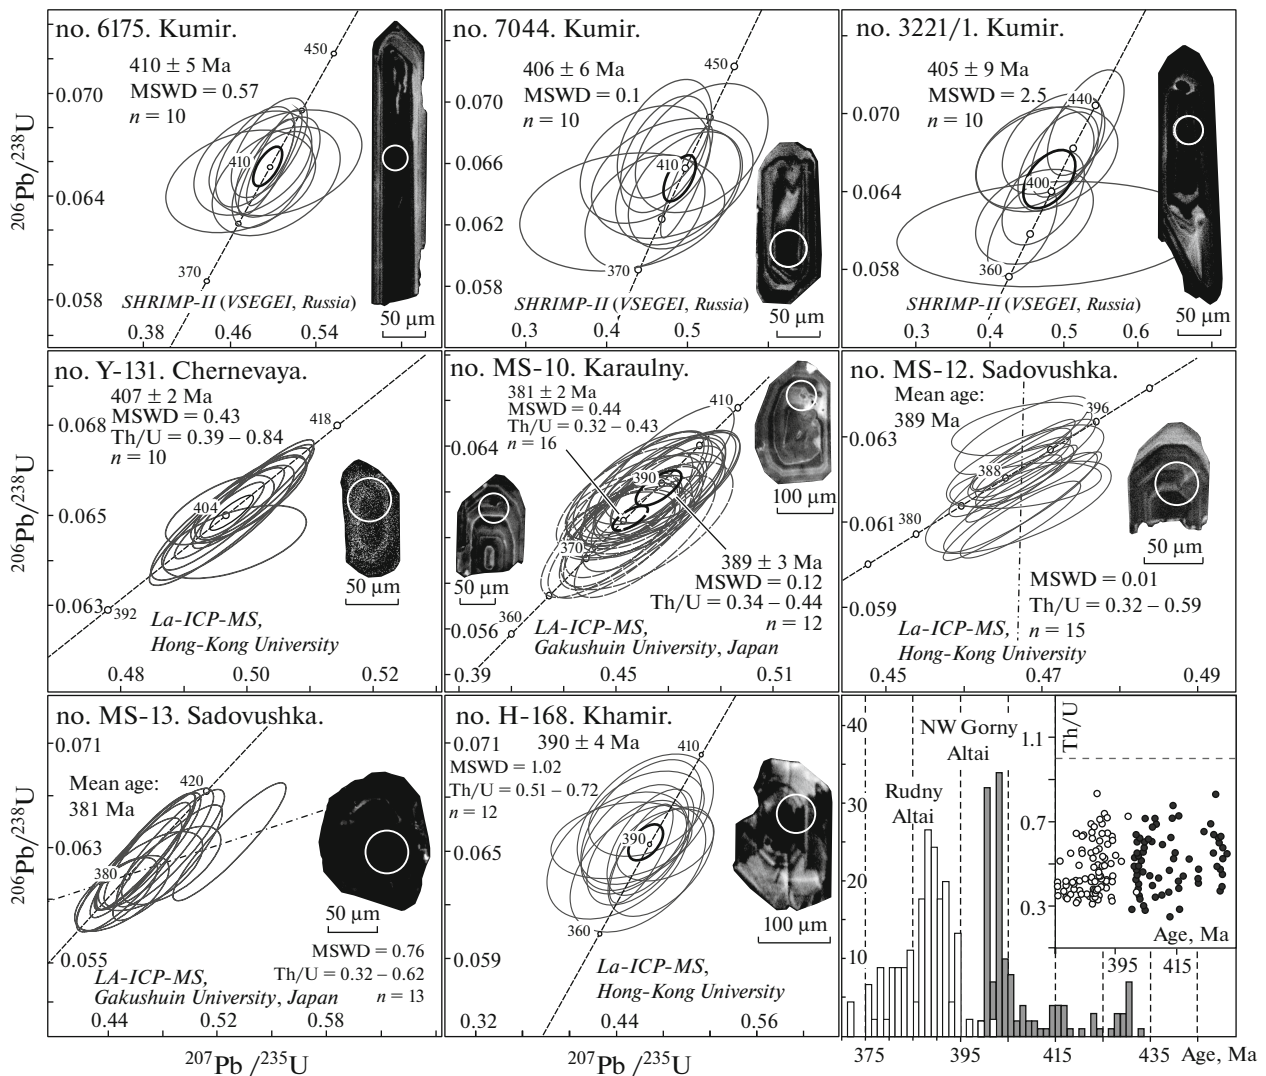 no. 6175. Kumir.
410 ± 5 Ma
MSWD = 0.57
n = 10
450
410
370
0.070
0.064
0.058
SHRIMP-II (VSEGEI, Russia)
50 μm
0.38 0.46 0.54
206Pb/238U
no. 7044. Kumir.
406 ± 6 Ma
MSWD = 0.1
n = 10
450
410
370
0.070
0.066
0.062
0.058
SHRIMP-II (VSEGEI, Russia)
50 μm
0.3 0.4 0.5
no. 3221/1. Kumir.
405 ± 9 Ma
MSWD = 2.5
n = 10
440
400
360
0.070
0.064
0.058
SHRIMP-II (VSEGEI, Russia)
50 μm
0.3 0.4 0.5 0.6
no. Y-131. Chernevaya.
407 ± 2 Ma
MSWD = 0.43
Th/U = 0.39 – 0.84
n = 10
418
404
392
0.068
0.065
0.063
La-ICP-MS,
Hong-Kong University
50 μm
0.48 0.50 0.52
206Pb/238U
no. MS-10. Karaulny.
381 ± 2 Ma
MSWD = 0.44
Th/U = 0.32 – 0.43
n = 16
410
390
370
360
0.064
0.056
100 μm
50 μm
389 ± 3 Ma
MSWD = 0.12
Th/U = 0.34 – 0.44
n = 12
LA-ICP-MS,
Gakushuin University, Japan
0.39 0.45 0.51
no. MS-12. Sadovushka.
Mean age:
389 Ma
396
388
380
0.063
0.061
0.059
50 μm
MSWD = 0.01
Th/U = 0.32 – 0.59
n = 15
La-ICP-MS,
Hong-Kong University
0.45 0.47 0.49
no. MS-13. Sadovushka.
Mean age:
381 Ma
420
380
0.071
0.063
0.055
50 μm
MSWD = 0.76
Th/U = 0.32 – 0.62
n = 13
LA-ICP-MS,
Gakushuin University, Japan
0.44 0.52 0.58
206Pb/238U
207Pb/235U
no. H-168. Khamir.
390 ± 4 Ma
MSWD = 1.02
Th/U = 0.51 – 0.72
n = 12
410
390
360
0.071
0.065
0.059
100 μm
La-ICP-MS,
Hong-Kong University
0.32 0.44 0.56
207Pb/235U
40
30
20
10
NW Gorny
Altai
Rudny
Altai
Th/U
1.1
0.7
0.3
Age, Ma
395 415
375 395 415 435 Age, Ma